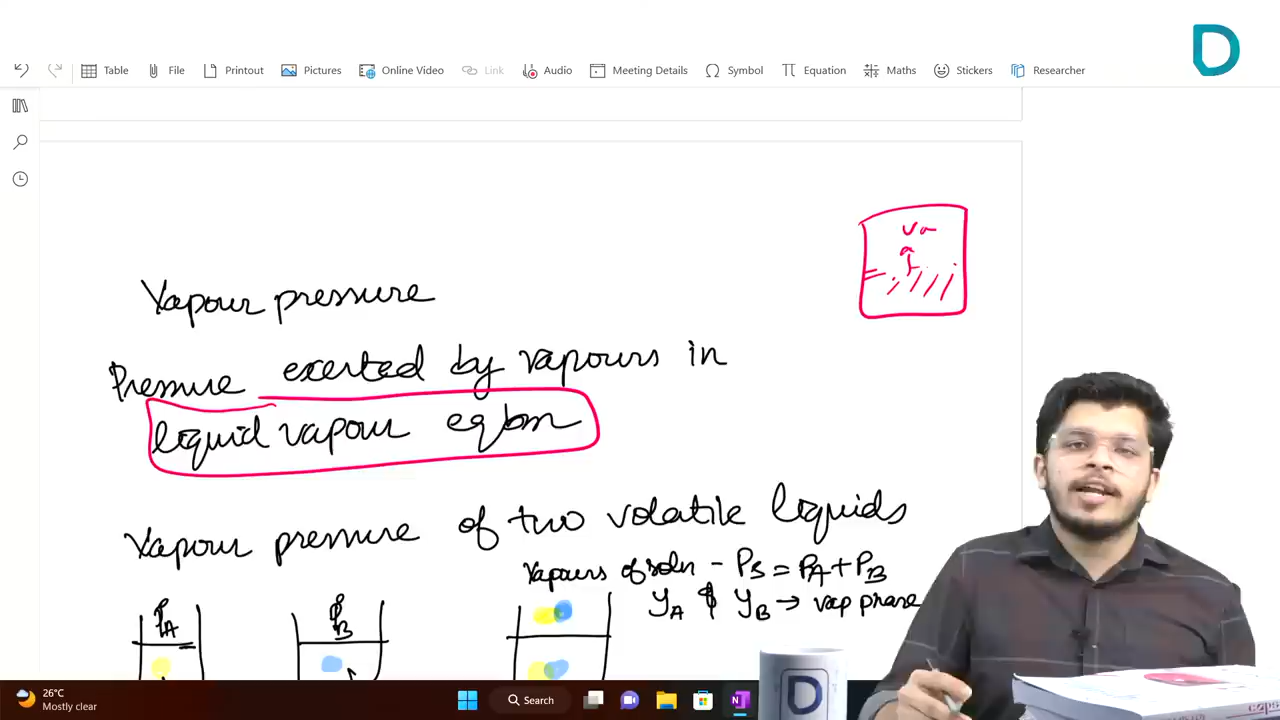 Table File Printout Pictures Online Video Link Audio Meeting Details Symbol Equation Maths Stickers Researcher
Vapour pressure
Pressure exerted by vapours in
liquid vapour eqbm
Vapour pressure of two volatile liquids
Vapours of soln - PS = PA + PB
YA & YB → vap phase
PA
PB
26°C
Mostly clear
Search
D